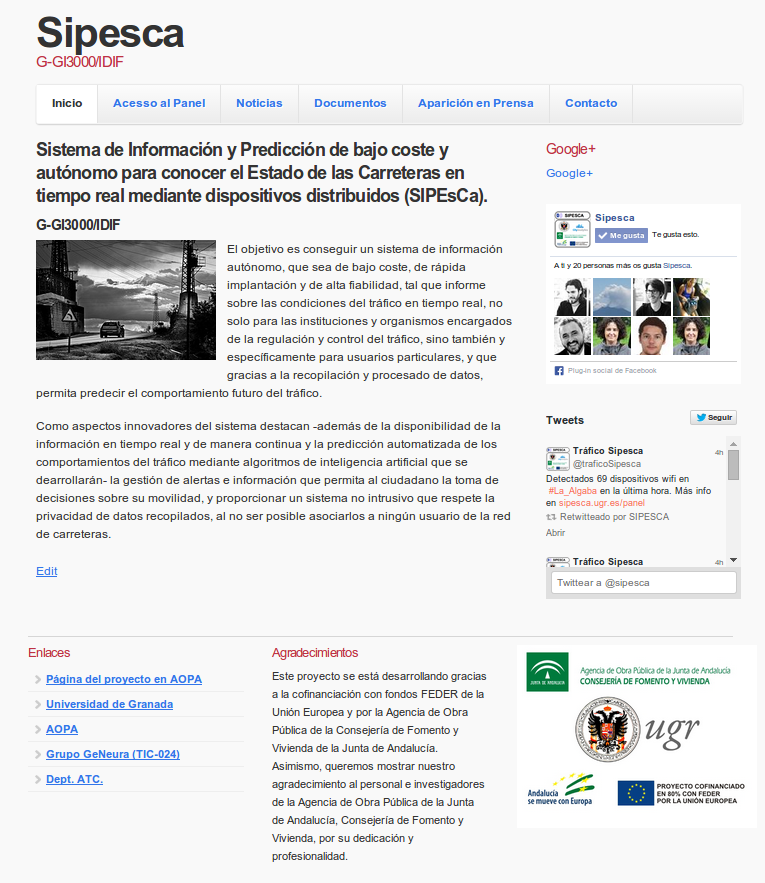 Sipesca
G-GI3000/IDIF
Inicio
Acesso al Panel
Noticias
Documentos
Aparición en Prensa
Contacto
Sistema de Información y Predicción de bajo coste y
autónomo para conocer el Estado de las Carreteras en
tiempo real mediante dispositivos distribuidos (SIPEsCa).
G-GI3000/IDIF
El objetivo es conseguir un sistema de información
autónomo, que sea de bajo coste, de rápida
implantación y de alta fiabilidad, tal que informe
sobre las condiciones del tráfico en tiempo real, no
solo para las instituciones y organismos encargados
de la regulación y control del tráfico, sino también y
específicamente para usuarios particulares, y que
gracias a la recopilación y procesado de datos,
permita predecir el comportamiento futuro del tráfico.
Como aspectos innovadores del sistema destacan -además de la disponibilidad de la
información en tiempo real y de manera continua y la predicción automatizada de los
comportamientos del tráfico mediante algoritmos de inteligencia artificial que se
dearrollarán- la gestión de alertas e información que permita al ciudadano la toma de
decisiones sobre su movilidad, y proporcionar un sistema no intrusivo que respete la
privacidad de datos recopilados, al no ser posible asociarlos a ningún usuario de la red
de carreteras.
Edit
Google+
Google+
SIPESCA
Sipesca
Me gusta
Te gusta esto.
A ti y 20 personas más os gusta Sipesca.
Plug-in social de Facebook
Tweets
Seguir
Tráfico Sipesca
4h
@traficoSipesca
Detectados 69 dispositivos wifi en
#La_Algaba en la última hora. Más info
en sipesca.ugr.es/panel
Retwitteado por SIPESCA
Abrir
Tráfico Sipesca
4h
Twittear a @sipesca
Enlaces
Página del proyecto en AOPA
Universidad de Granada
AOPA
Grupo GeNeura (TIC-024)
Dept. ATC.
Agradecimientos
Este proyecto se está desarrollando gracias
a la cofinanciación con fondos FEDER de la
Unión Europea y por la Agencia de Obra
Pública de la Consejería de Fomento y
Vivienda de la Junta de Andalucía.
Asimismo, queremos mostrar nuestro
agradecimiento al personal e investigadores
de la Agencia de Obra Pública de la Junta
de Andalucía, Consejería de Fomento y
Vivienda, por su dedicación y
profesionalidad.
JUNTA DE ANDALUCIA
Agencia de Obra Pública de la Junta de Andalucía
CONSEJERÍA DE FOMENTO Y VIVIENDA
ugr
Andalucía
se mueve con Europa
PROYECTO COFINANCIADO
EN 80% CON FEDER
POR LA UNIÓN EUROPEA